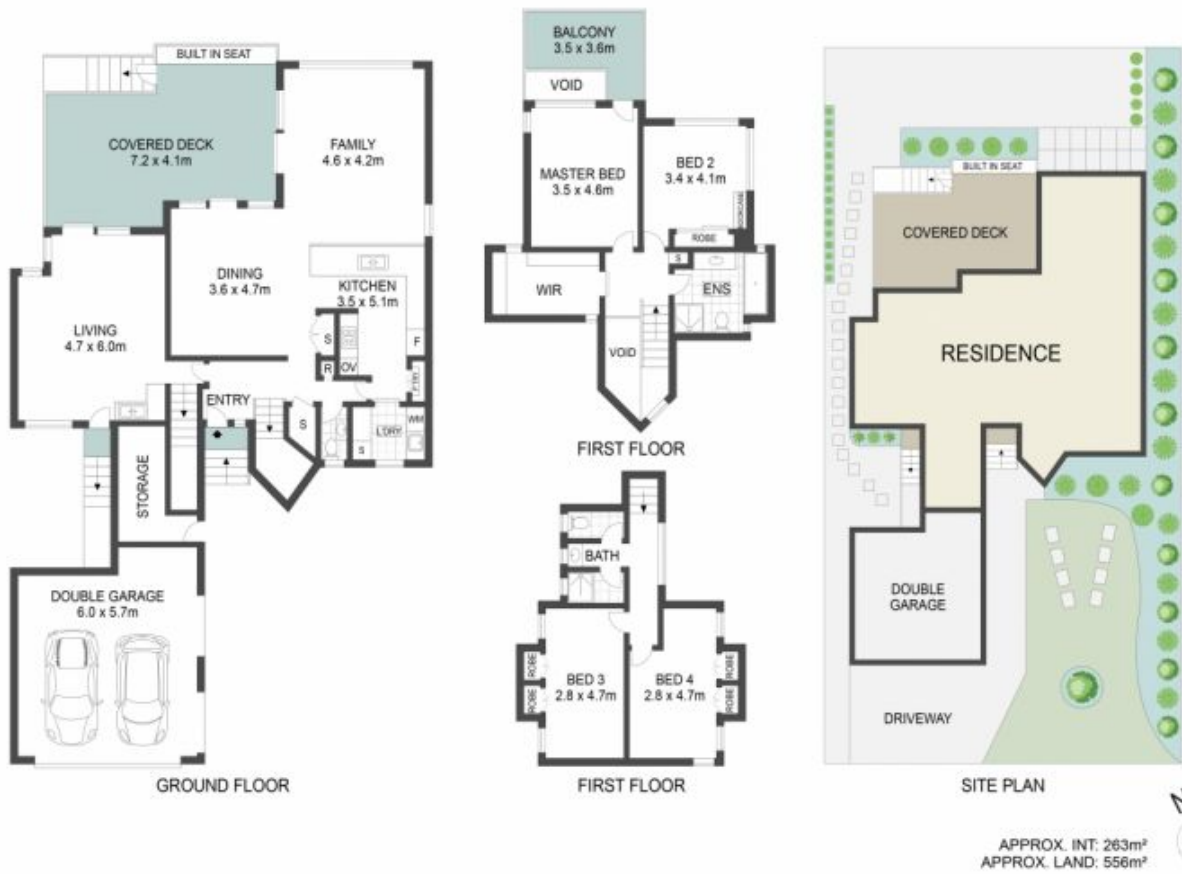 BUILT IN SEAT
COVERED DECK
7.2 x 4.1m
FAMILY
4.6 x 4.2m
DINING
3.6 x 4.7m
KITCHEN
3.5 x 5.1m
LIVING
4.7 x 6.0m
S
F
R
OV
P'TRY
ENTRY
S
L'DRY
WM
S
STORAGE
DOUBLE GARAGE
6.0 x 5.7m
GROUND FLOOR
BALCONY
3.5 x 3.6m
VOID
MASTER BED
3.5 x 4.6m
BED 2
3.4 x 4.1m
BOOKCASE
ROBE
S
WIR
ENS
VOID
FIRST FLOOR
BATH
ROBE
ROBE
BED 3
2.8 x 4.7m
BED 4
2.8 x 4.7m
ROBE
ROBE
FIRST FLOOR
BUILT IN SEAT
COVERED DECK
RESIDENCE
DOUBLE
GARAGE
DRIVEWAY
SITE PLAN
N
APPROX. INT: 263m²
APPROX. LAND: 556m²